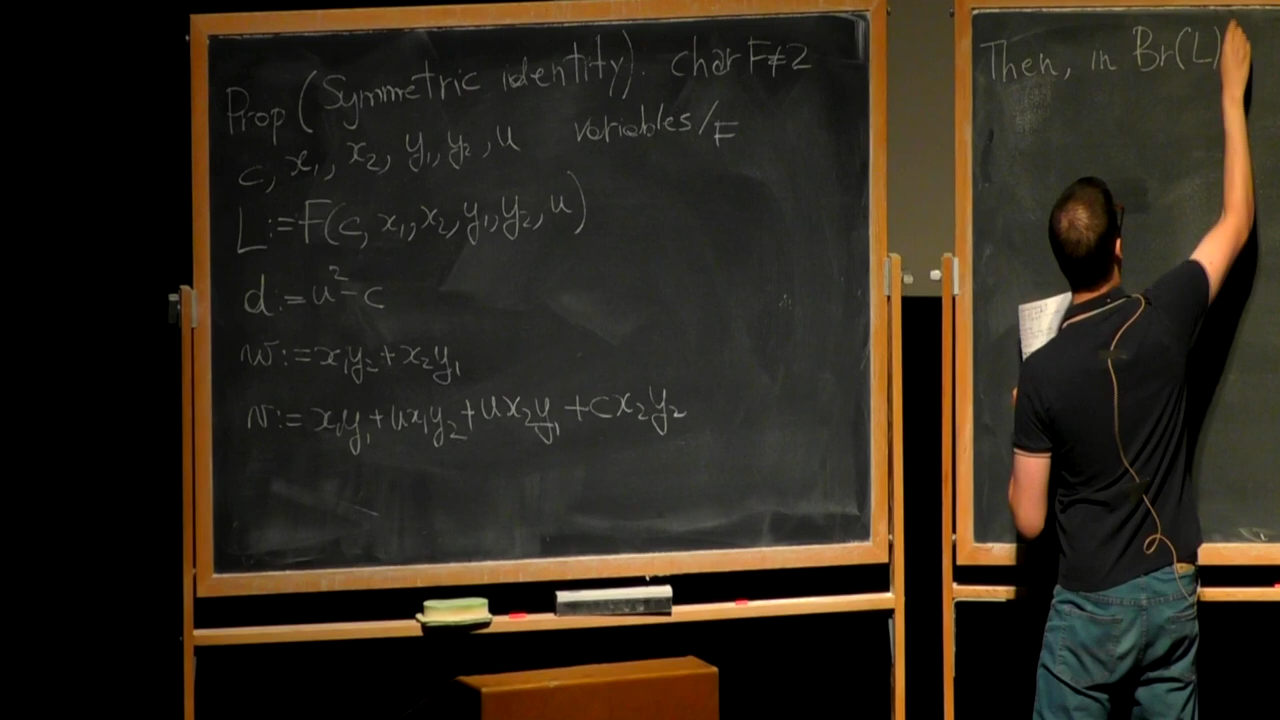 Prop (Symmetric identity). char F≠2
c, x₁, x₂, y₁, y₂, u variables/F
L:=F(c, x₁, x₂, y₁, y₂, u)
d:=u²-c
w:=x₁y₂+x₂y₁
v:=x₁y₁+ux₁y₂+ux₂y₁+cx₂y₂
Then, in Br(L)